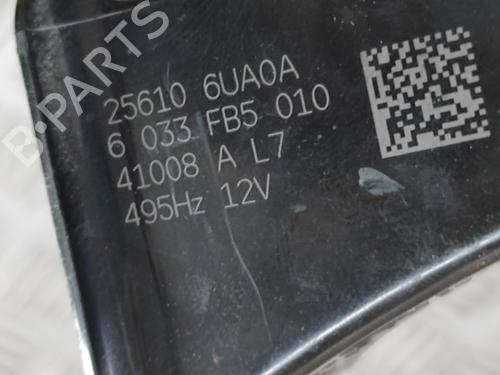 B-PARTS
25610 6UA0A
6 033 FB5 010
41008 A L7
495Hz 12V